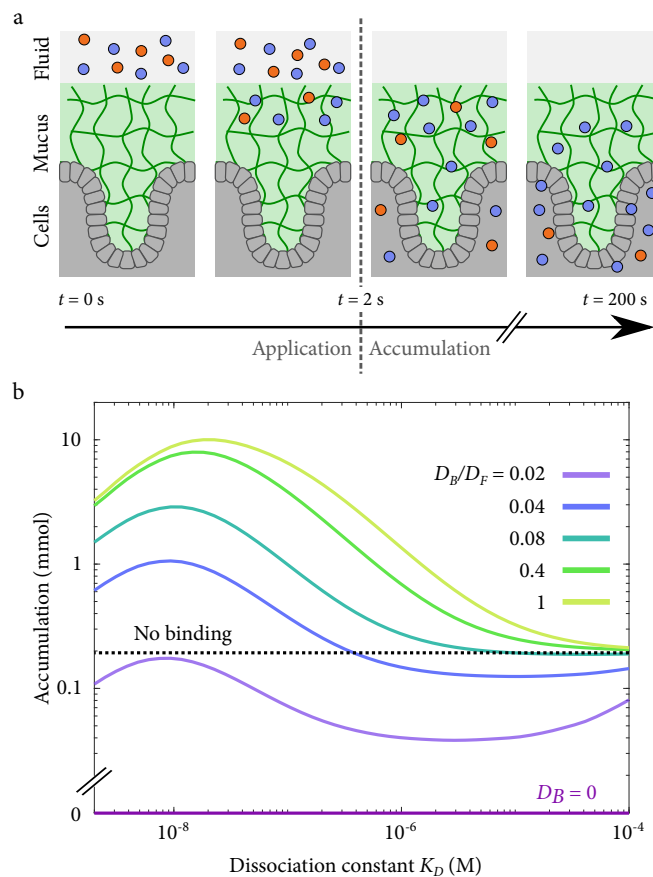 a
Fluid
Mucus
Cells
t = 0 s
t = 2 s
t = 200 s
Application
Accumulation
b
Accumulation (mmol)
10
1
0.1
0
D_B/D_F = 0.02
0.04
0.08
0.4
1
No binding
D_B = 0
10^-8
10^-6
10^-4
Dissociation constant K_D (M)